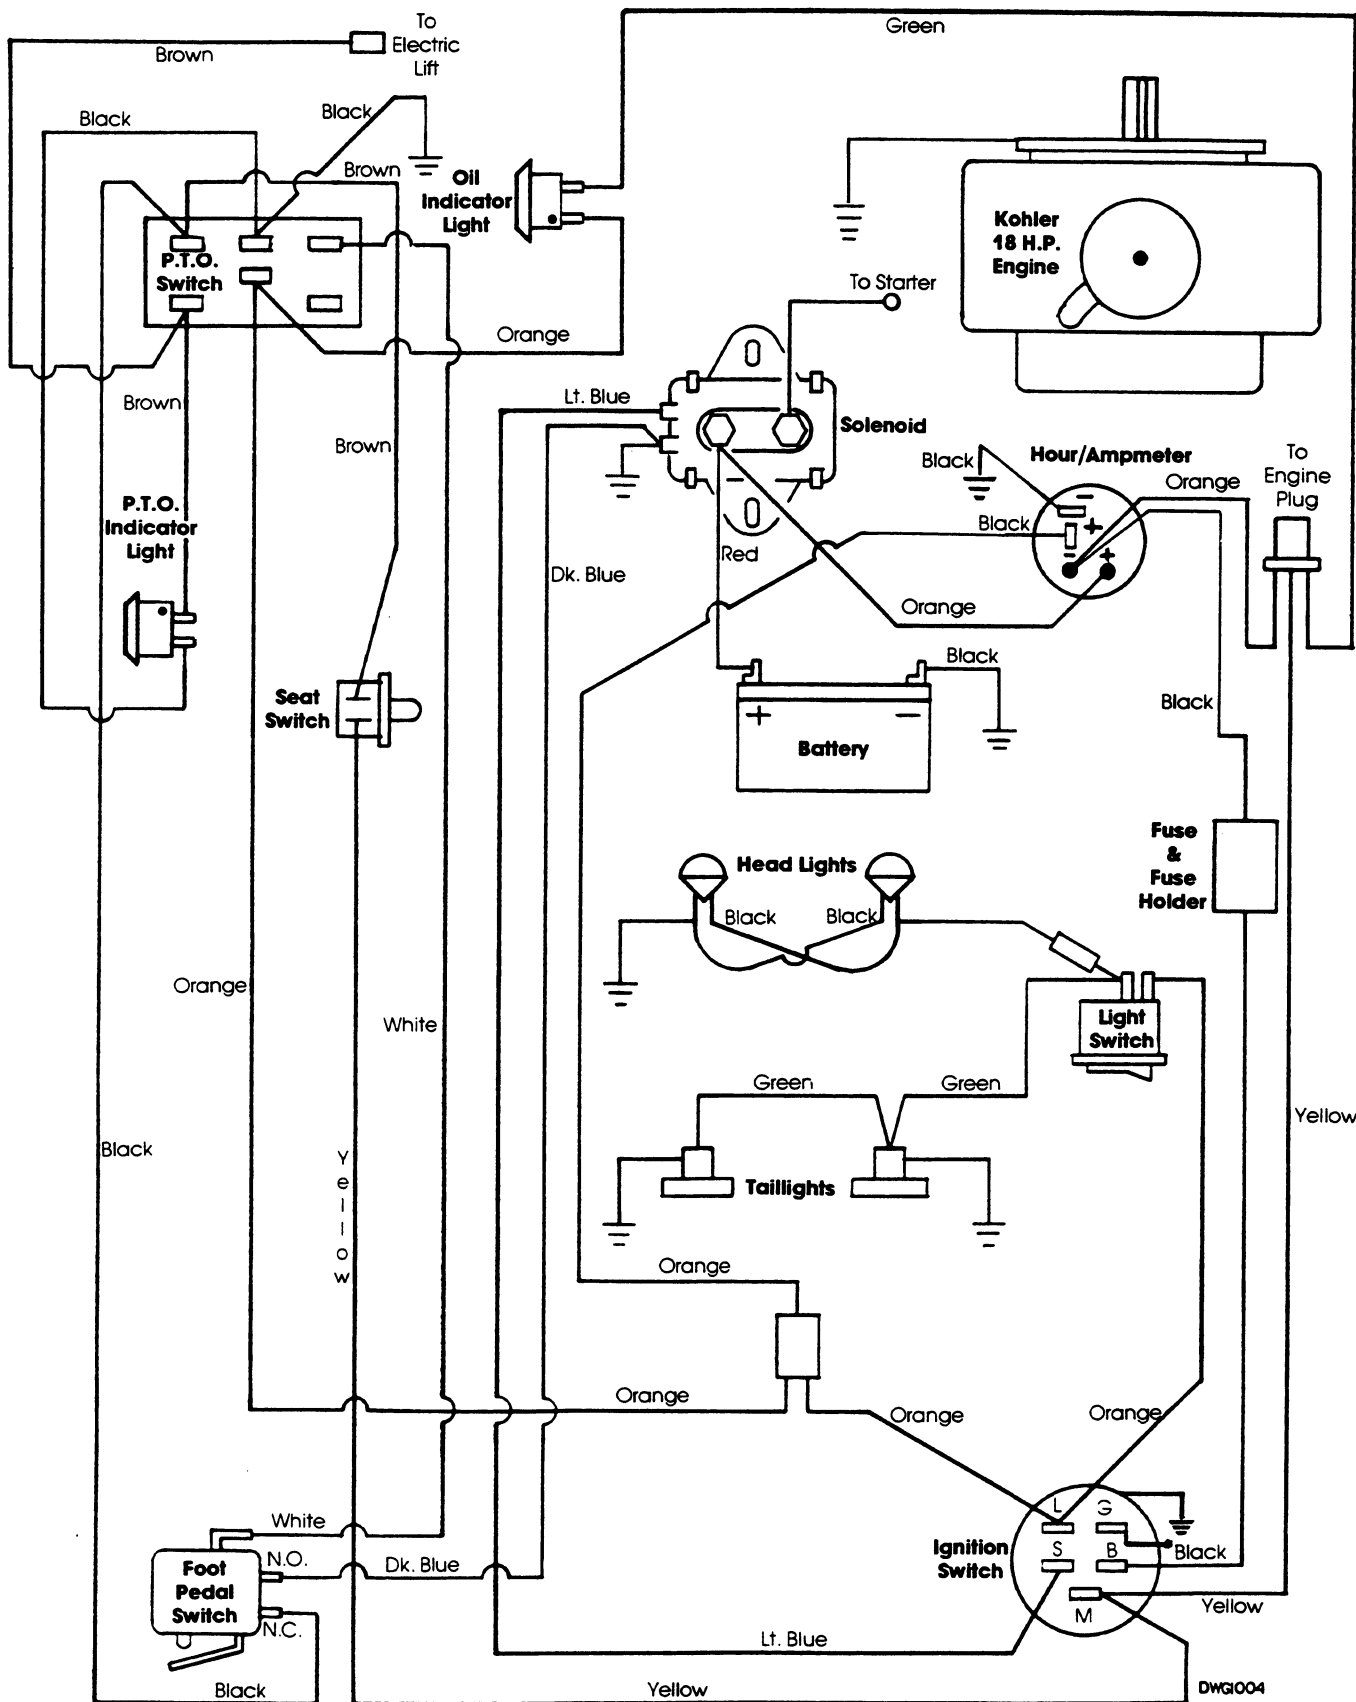 Green
To
Electric
Lift
Brown
Black
Black
Brown
Oil
Indicator
Light
Kohler
18 H.P.
Engine
P.T.O.
Switch
To Starter
Orange
Lt. Blue
Solenoid
Brown
Brown
Black
Hour/Ampmeter
Orange
To
Engine
Plug
P.T.O.
Indicator
Light
Black
-
+
-
+
Red
Dk. Blue
Orange
Black
Seat
Switch
Black
+
-
Battery
Fuse
&
Fuse
Holder
Head Lights
Black
Black
Orange
White
Light
Switch
Green
Green
Yellow
Black
Yellow
Taillights
Orange
Orange
Orange
Orange
White
L
G
Ignition
Switch
S
B
Black
M
Yellow
Foot
Pedal
Switch
N.O.
Dk. Blue
N.C.
Lt. Blue
Black
Yellow
DWG1004